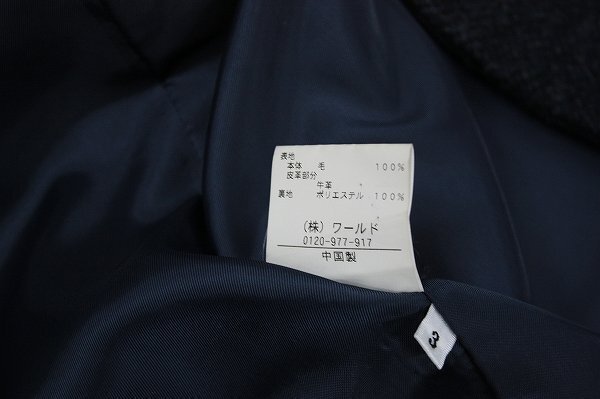 表地
本体 毛 100%
皮革部分
牛革
裏地 ポリエステル 100%
(株) ワールド
0120-977-917
中国製
3